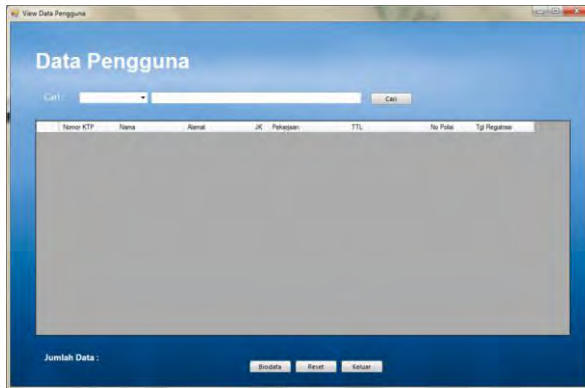 View Data Pengguna
Data Pengguna
Cari :
Cari
Nomor KTP Nama Alamat JK Pekerjaan TTL No Polisi Tgl Registrasi
Jumlah Data :
Biodata Reset Keluar